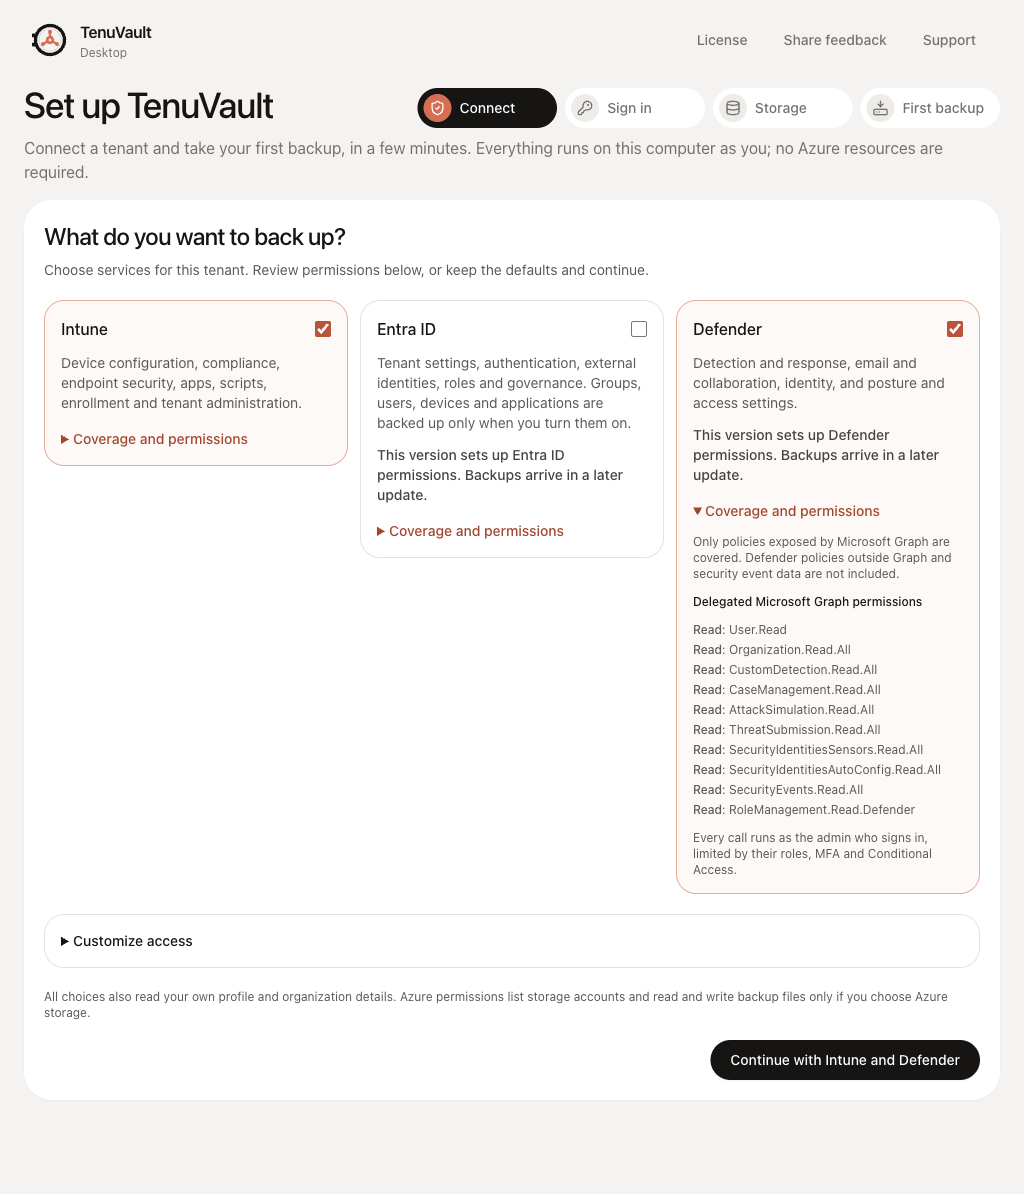 TenuVault
Desktop
License
Share feedback
Support
Set up TenuVault
Connect
Sign in
Storage
First backup
Connect a tenant and take your first backup, in a few minutes. Everything runs on this computer as you; no Azure resources are
required.
What do you want to back up?
Choose services for this tenant. Review permissions below, or keep the defaults and continue.
Intune
Device configuration, compliance,
endpoint security, apps, scripts,
enrollment and tenant administration.
Coverage and permissions
Entra ID
Tenant settings, authentication, external
identities, roles and governance. Groups,
users, devices and applications are
backed up only when you turn them on.
This version sets up Entra ID
permissions. Backups arrive in a later
update.
Coverage and permissions
Defender
Detection and response, email and
collaboration, identity, and posture and
access settings.
This version sets up Defender
permissions. Backups arrive in a later
update.
Coverage and permissions
Only policies exposed by Microsoft Graph are
covered. Defender policies outside Graph and
security event data are not included.
Delegated Microsoft Graph permissions
Read: User.Read
Read: Organization.Read.All
Read: CustomDetection.Read.All
Read: CaseManagement.Read.All
Read: AttackSimulation.Read.All
Read: ThreatSubmission.Read.All
Read: SecurityIdentitiesSensors.Read.All
Read: SecurityIdentitiesAutoConfig.Read.All
Read: SecurityEvents.Read.All
Read: RoleManagement.Read.Defender
Every call runs as the admin who signs in,
limited by their roles, MFA and Conditional
Access.
Customize access
All choices also read your own profile and organization details. Azure permissions list storage accounts and read and write backup files only if you choose Azure
storage.
Continue with Intune and Defender